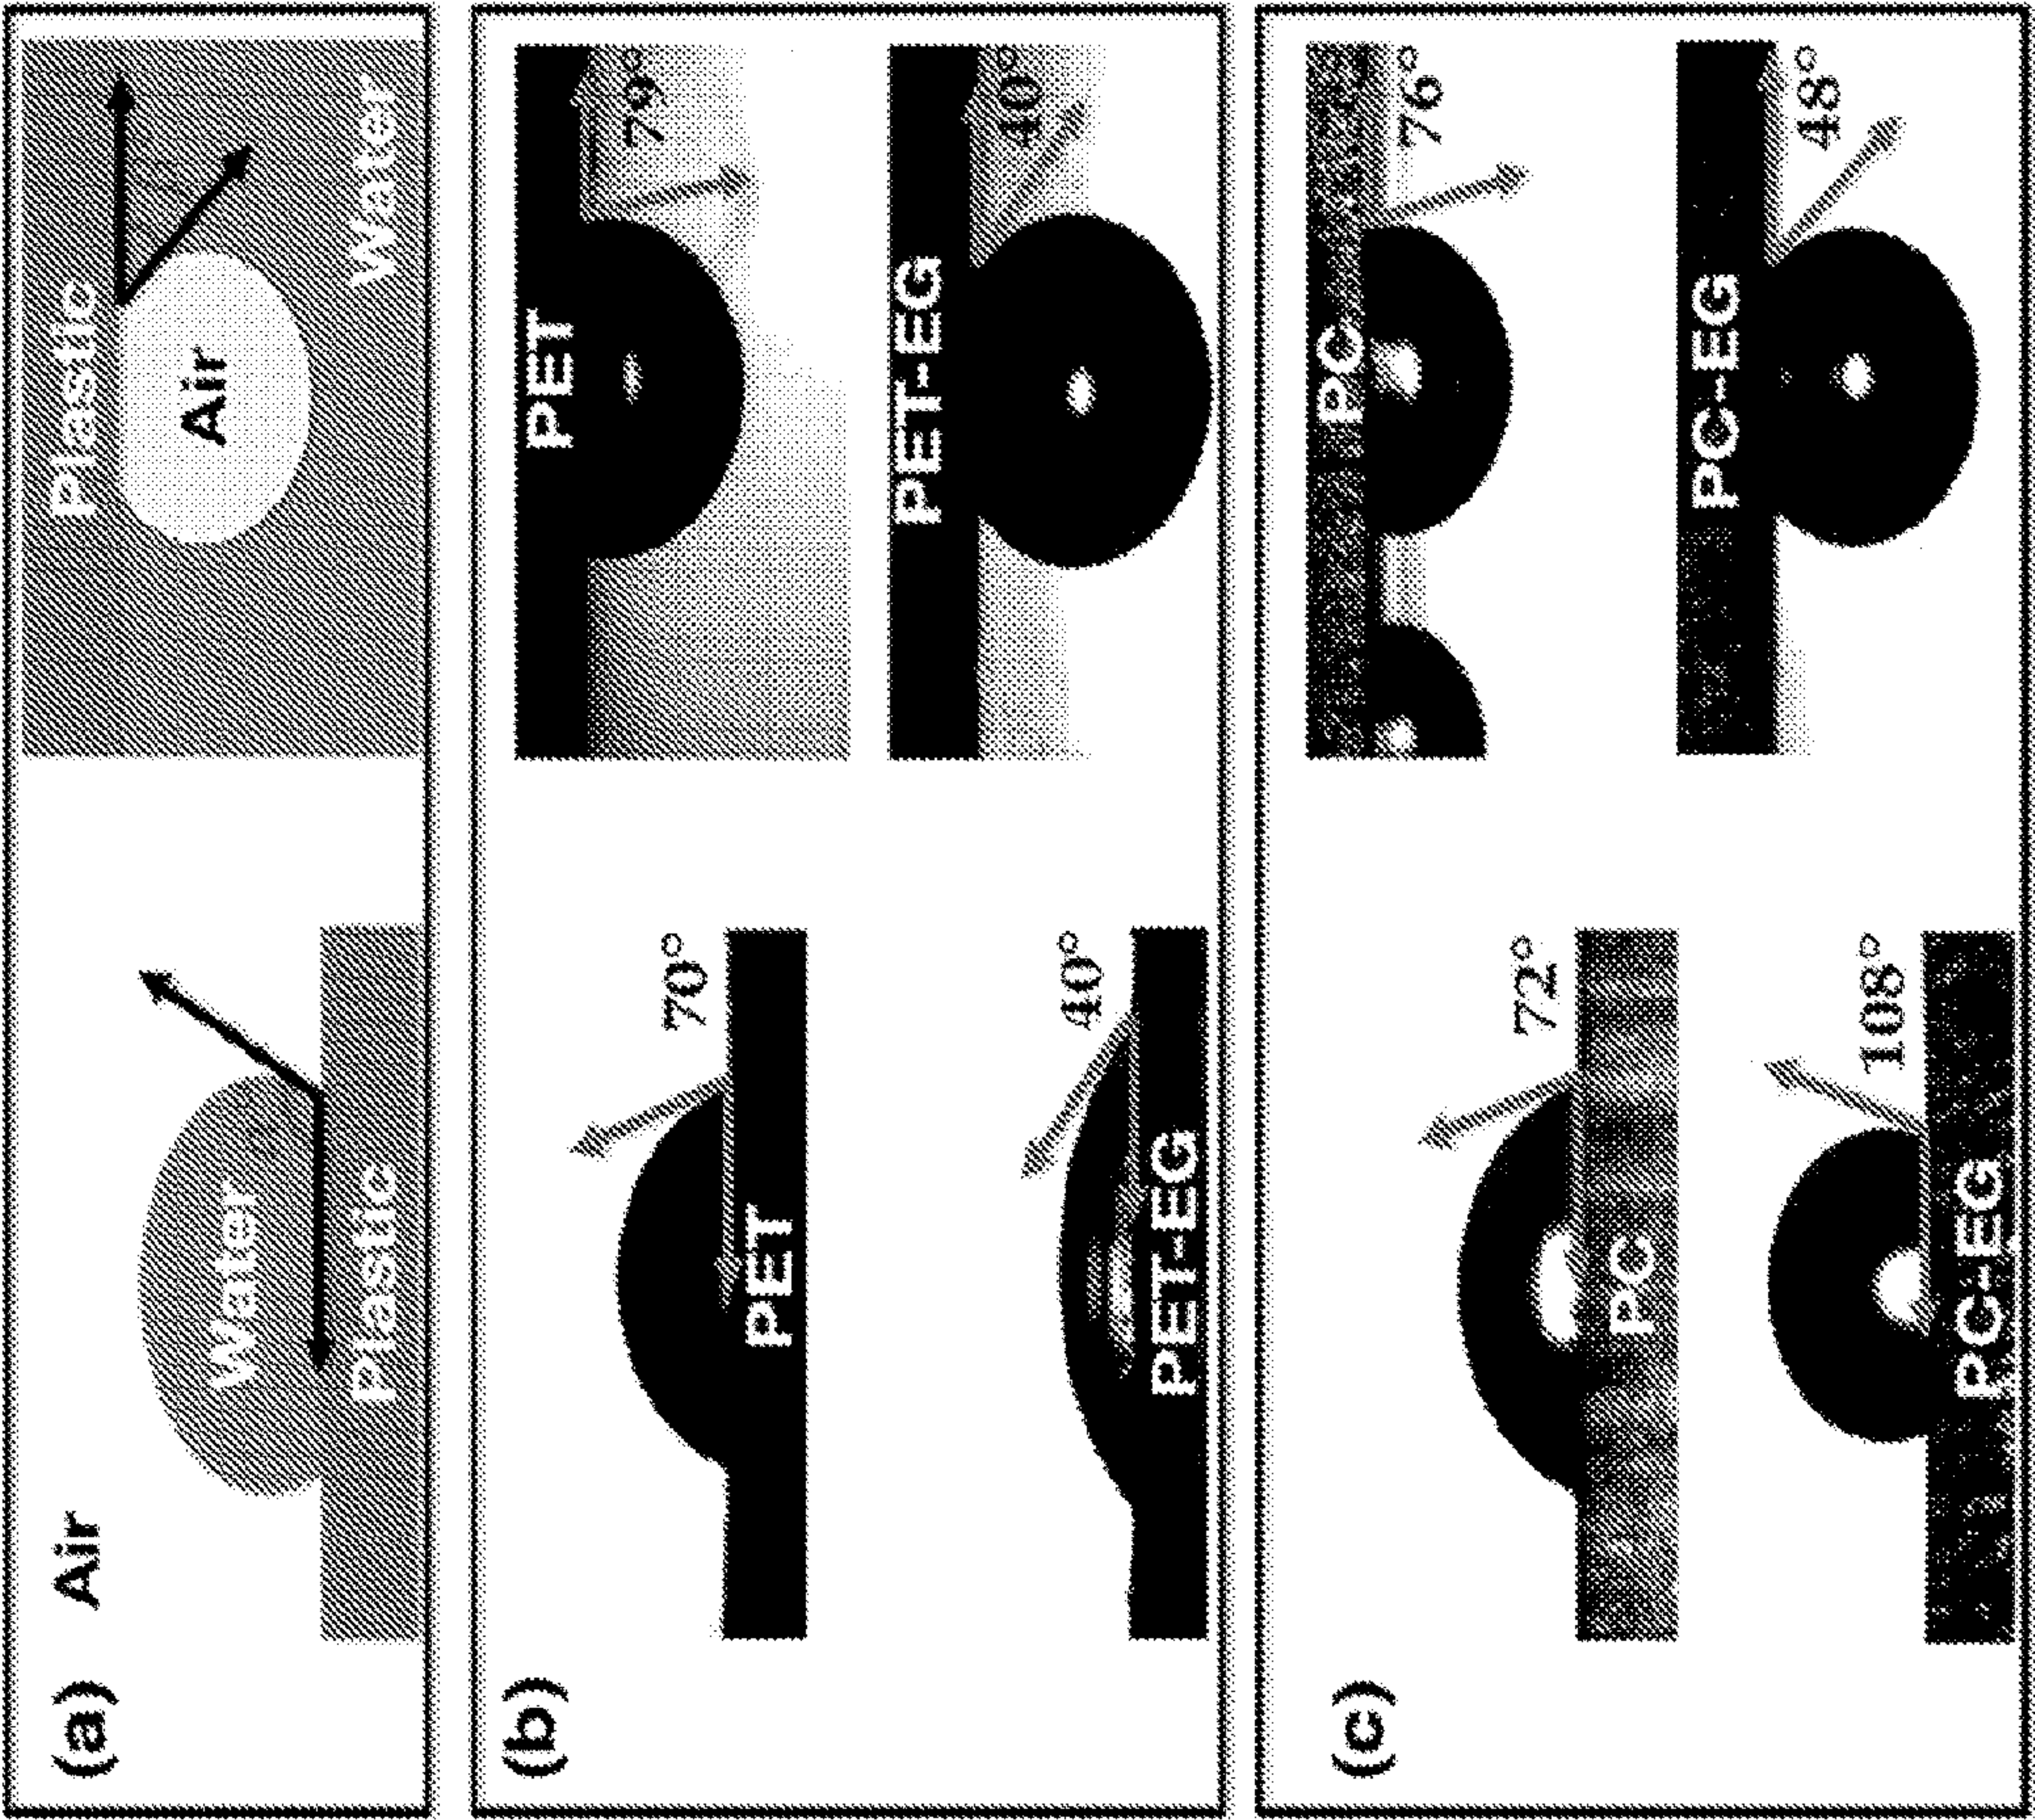 (a) Air
Water
Plastic
Plastic
Air
Water
(b)
70°
PET
PET
79°
40°
PET-EG
PET-EG
40°
(c)
72°
PC
PC
76°
108°
PC-EG
PC-EG
48°